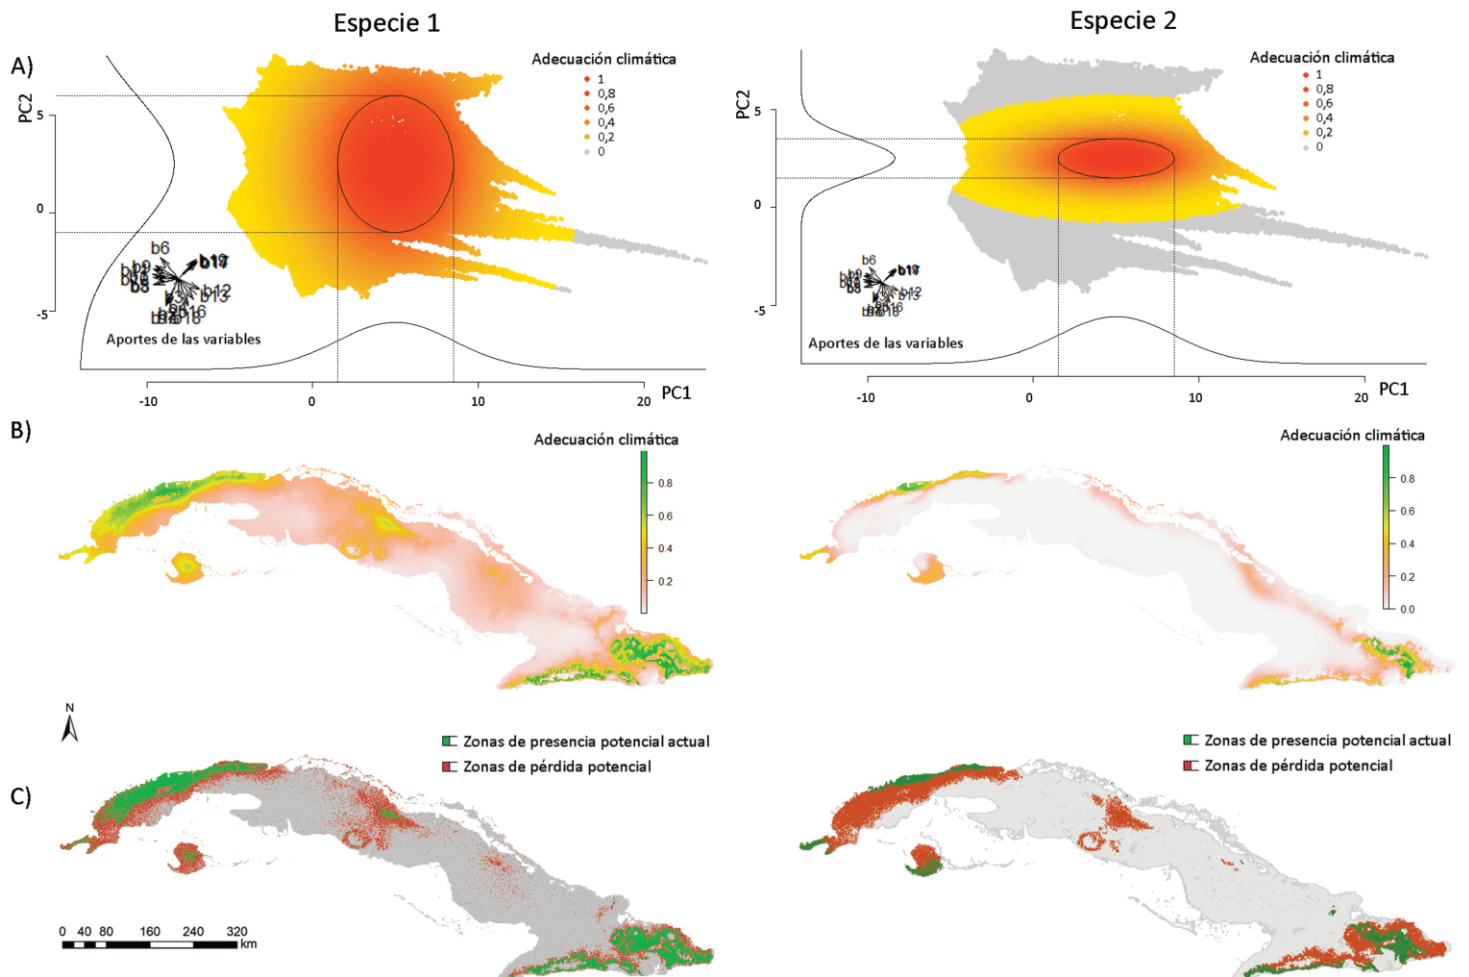 Especie 1
Especie 2
A)
Adecuación climática
1
0,8
0,6
0,4
0,2
0
PC2
5
0
-5
b6
b9
b8
b12
b13
Aportes de las variables
-10
0
10
20
PC1
Adecuación climática
1
0,8
0,6
0,4
0,2
0
PC2
5
0
-5
b6
b9
b8
b12
b13
Aportes de las variables
-10
0
10
20
PC1
B)
Adecuación climática
0.8
0.6
0.4
0.2
Adecuación climática
0.8
0.6
0.4
0.2
0.0
N
C)
Zonas de presencia potencial actual
Zonas de pérdida potencial
Zonas de presencia potencial actual
Zonas de pérdida potencial
0 40 80 160 240 320
km